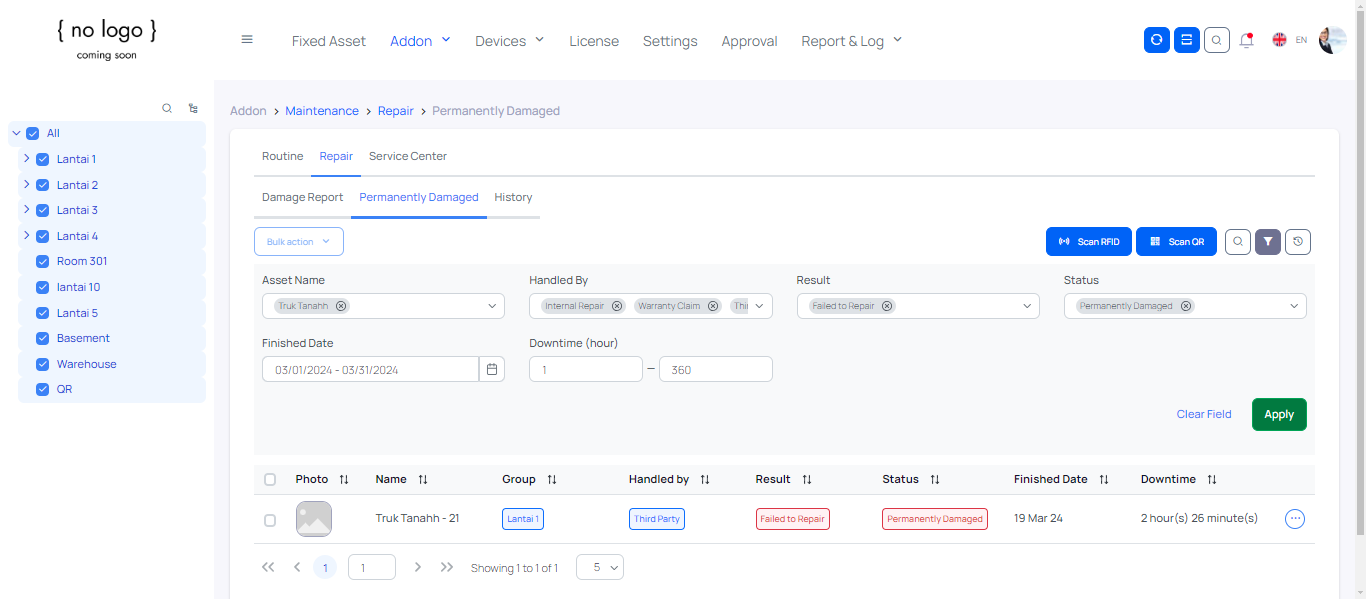 { no logo }
coming soon
Fixed Asset Addon Devices License Settings Approval Report & Log EN
All
Lantai 1
Lantai 2
Lantai 3
Lantai 4
Room 301
lantai 10
Lantai 5
Basement
Warehouse
QR
Addon > Maintenance > Repair > Permanently Damaged
Routine Repair Service Center
Damage Report Permanently Damaged History
Bulk action Scan RFID Scan QR
Asset Name Handled By Result Status
Truk Tanahh Internal Repair Warranty Claim Thi Failed to Repair Permanently Damaged
Finished Date Downtime (hour)
03/01/2024 - 03/31/2024 1 – 360
Clear Field Apply
Photo Name Group Handled by Result Status Finished Date Downtime
Truk Tanahh - 21 Lantai 1 Third Party Failed to Repair Permanently Damaged 19 Mar 24 2 hour(s) 26 minute(s)
1 1 Showing 1 to 1 of 1 5